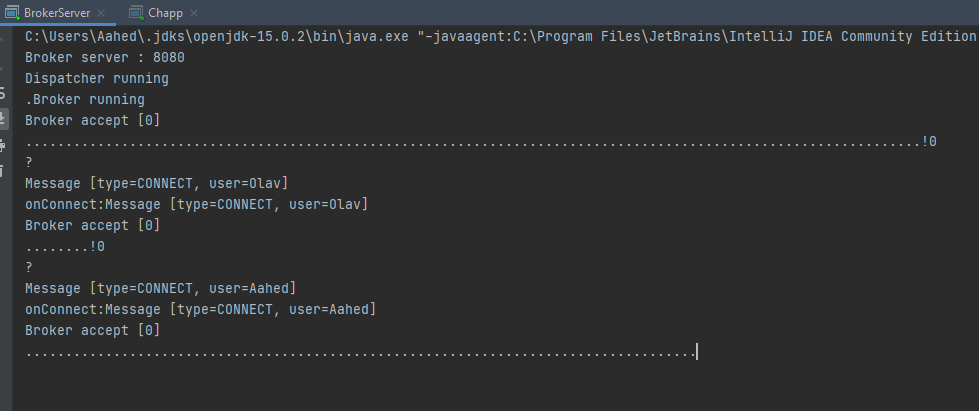 BrokerServer × Chapp ×
C:\Users\Aahed\.jdks\openjdk-15.0.2\bin\java.exe "-javaagent:C:\Program Files\JetBrains\IntelliJ IDEA Community Edition
Broker server : 8080
Dispatcher running
.Broker running
Broker accept [0]
................................................................................................................!0
?
Message [type=CONNECT, user=Olav]
onConnect:Message [type=CONNECT, user=Olav]
Broker accept [0]
........!0
?
Message [type=CONNECT, user=Aahed]
onConnect:Message [type=CONNECT, user=Aahed]
Broker accept [0]
....................................................................................